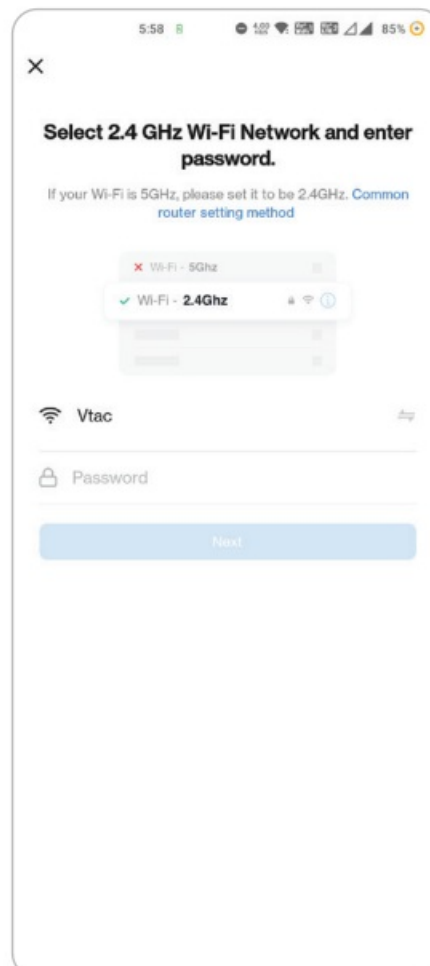 5:58 85%
Select 2.4 GHz Wi-Fi Network and enter
password.
If your Wi-Fi is 5GHz, please set it to be 2.4GHz. Common
router setting method
Wi-Fi - 5Ghz
Wi-Fi - 2.4Ghz
Vtac
Password
Next